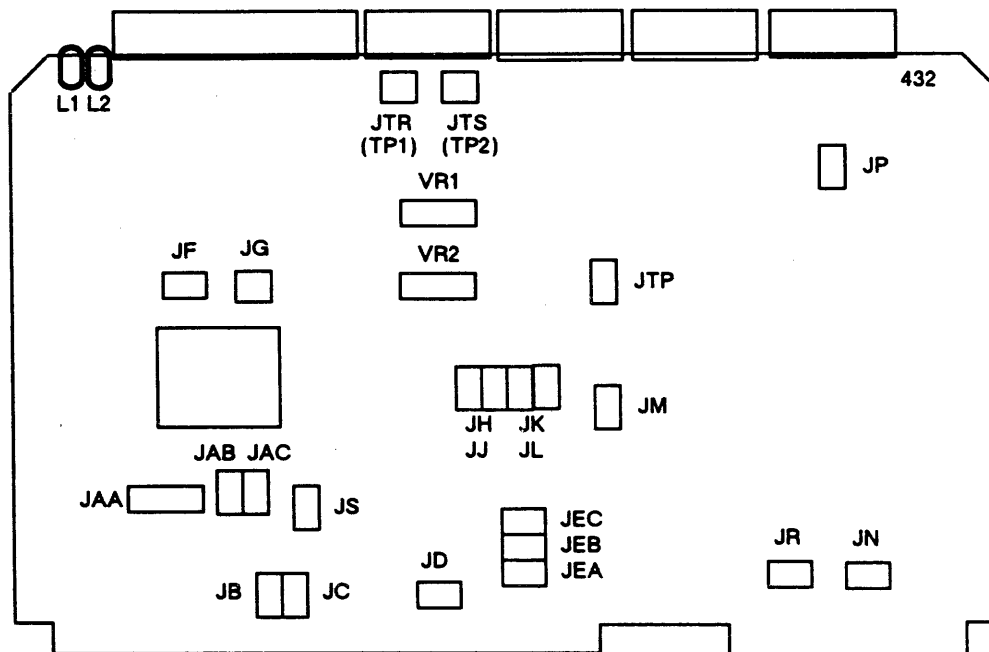 432
L1 L2
JTR JTS
(TP1) (TP2)
JP
VR1
JF JG VR2
JTP
JM
JH JK
JJ JL
JAB JAC
JAA
JS
JEC
JEB
JEA
JR JN
JD
JB JC